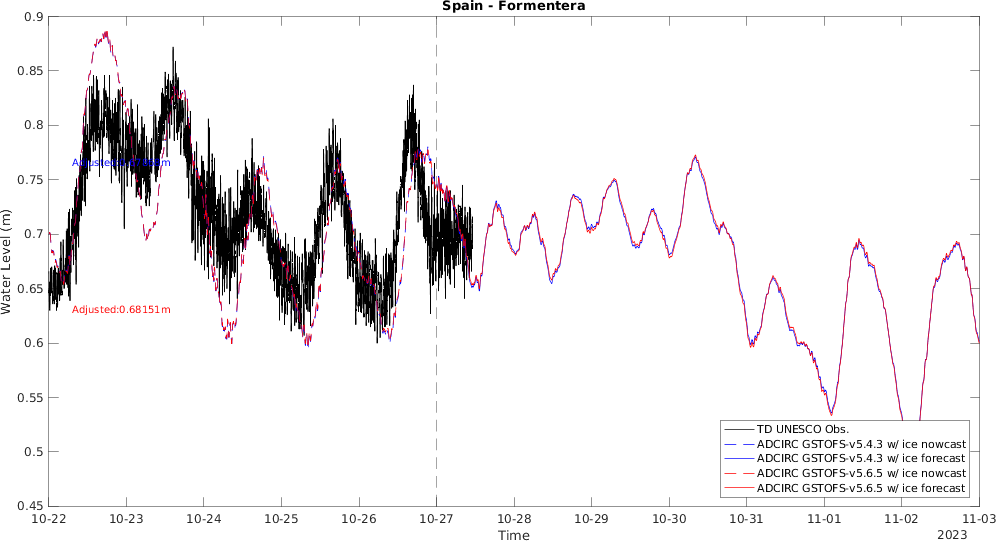 Spain - Formentera
Water Level (m)
0.9
0.85
0.8
0.75
0.7
0.65
0.6
0.55
0.5
0.45
Adjusted:
Adjusted:0.68151m
TD UNESCO Obs.
ADCIRC GSTOFS-v5.4.3 w/ ice nowcast
ADCIRC GSTOFS-v5.4.3 w/ ice forecast
ADCIRC GSTOFS-v5.6.5 w/ ice nowcast
ADCIRC GSTOFS-v5.6.5 w/ ice forecast
10-22 10-23 10-24 10-25 10-26 10-27 10-28 10-29 10-30 10-31 11-01 11-02 11-03
Time
2023